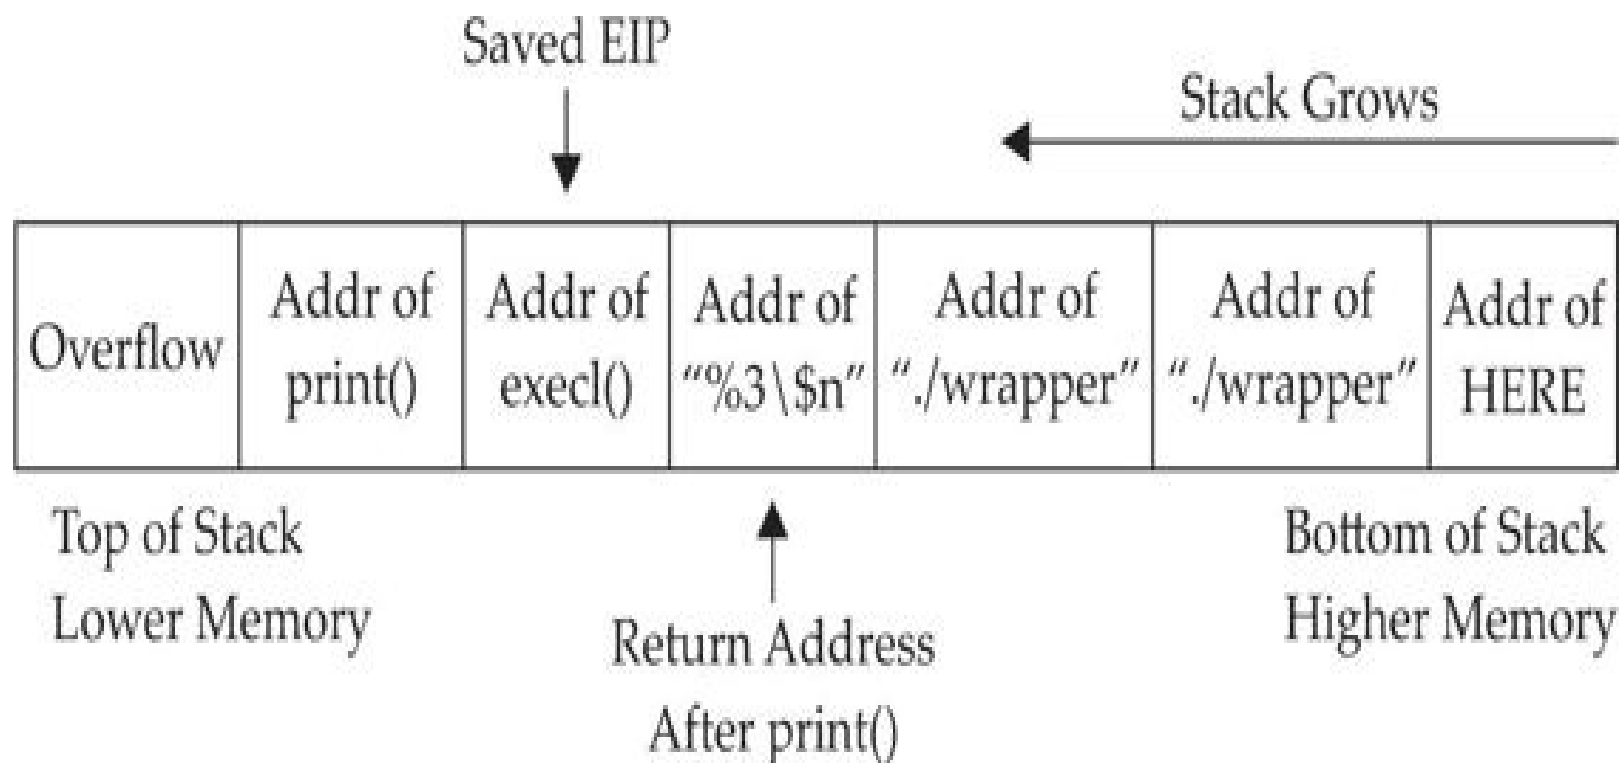 Saved EIP
Stack Grows
Overflow
Addr of
print()
Addr of
execl()
Addr of
“%3\$n”
Addr of
“./wrapper”
Addr of
“./wrapper”
Addr of
HERE
Top of Stack
Lower Memory
Return Address
After print()
Bottom of Stack
Higher Memory